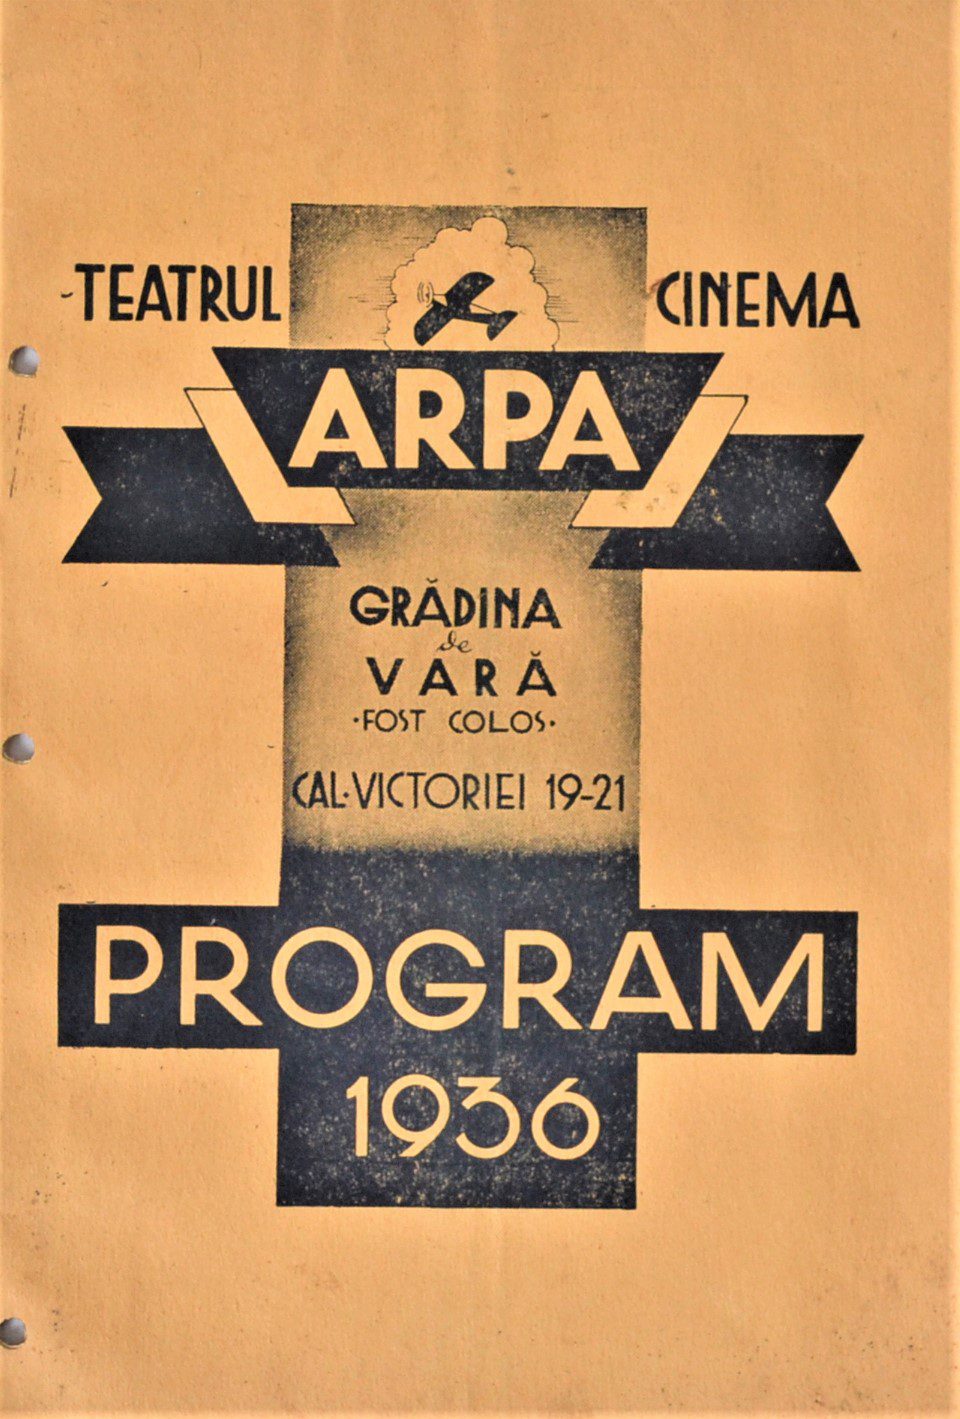 TEATRUL CINEMA
ARPA
GRĂDINA
de
VARĂ
·FOST COLOS·
CAL·VICTORIEI 19-21
PROGRAM
1936